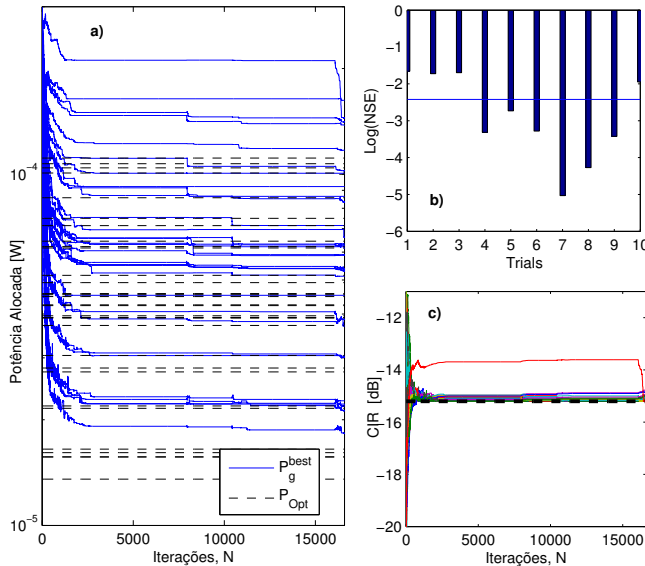 a)
10^-4
10^-5
Potência Alocada [W]
0 5000 10000 15000
Iterações, N
P_g^best
P_Opt
0
−1
−2
−3
−4
−5
−6
Log(NSE)
b)
1 2 3 4 5 6 7 8 9 10
Trials
c)
−12
−14
−16
−18
−20
C|R [dB]
0 5000 10000 15000
Iterações, N